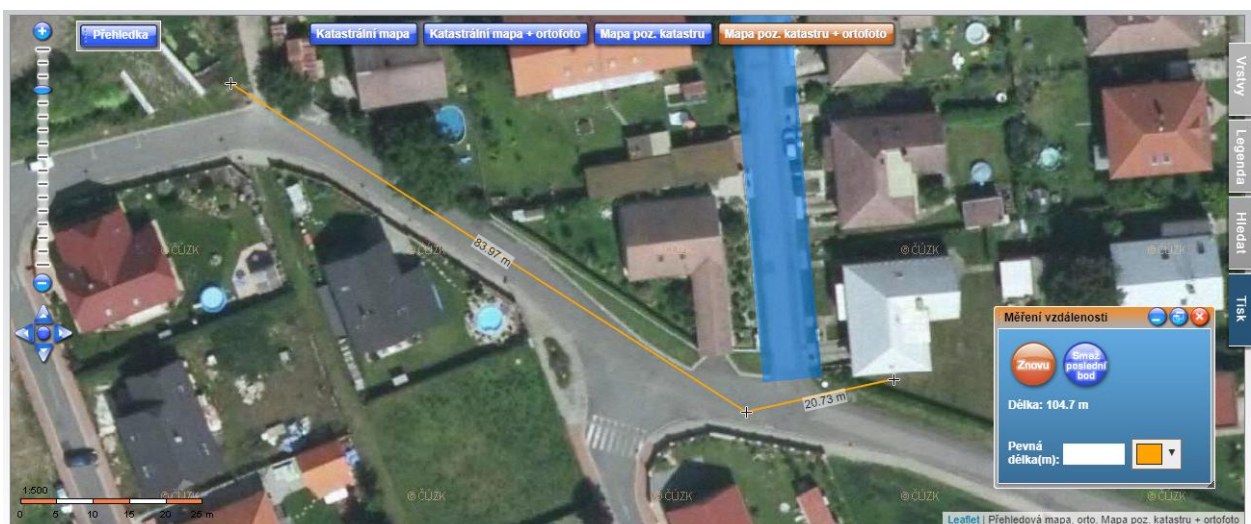 Přehledka
Katastrální mapa
Katastrální mapa + ortofoto
Mapa poz. katastru
Mapa poz. katastru + ortofoto
Vrstvy
Legenda
Hledat
Tisk
© ČÚZK
© ČÚZK
© ČÚZK
© ČÚZK
83.97 m
20.73 m
Měření vzdálenosti
Znovu
Smaž
poslední
bod
Délka: 104.7 m
Pevná
délka(m):
1:500
© ČÚZK
© ČÚZK
© ČÚZK
© ČÚZK
0 5 10 15 20 25 m
Leaflet | Přehledová mapa, orto, Mapa poz. katastru + ortofoto